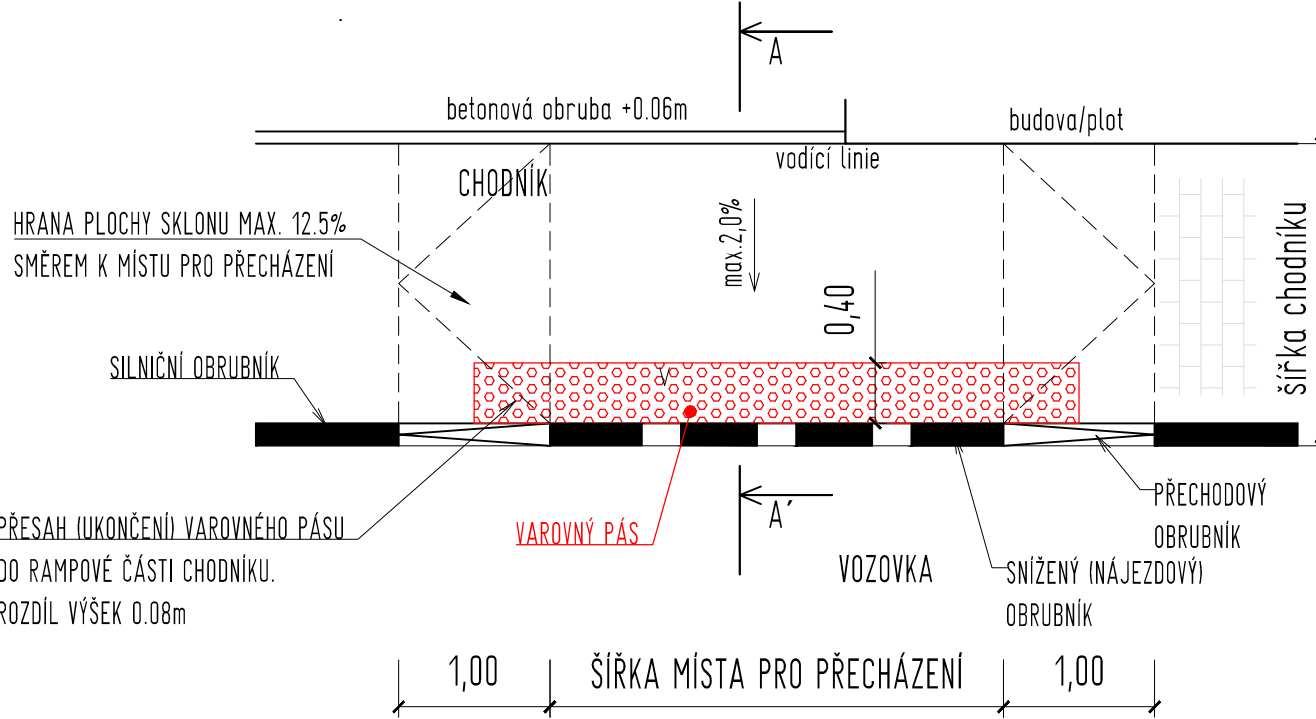 A
betonová obruba +0.06m
budova/plot
vodící linie
CHODNÍK
HRANA PLOCHY SKLONU MAX. 12.5%
SMĚREM K MÍSTU PRO PŘECHÁZENÍ
max.2,0%
0,40
šířka chodníku
SILNIČNÍ OBRUBNÍK
PŘESAH (UKONČENÍ) VAROVNÉHO PÁSU
DO RAMPOVÉ ČÁSTI CHODNÍKU.
ROZDÍL VÝŠEK 0.08m
VAROVNÝ PÁS
A´
VOZOVKA
PŘECHODOVÝ
OBRUBNÍK
SNÍŽENÝ (NÁJEZDOVÝ)
OBRUBNÍK
1,00
ŠÍŘKA MÍSTA PRO PŘECHÁZENÍ
1,00